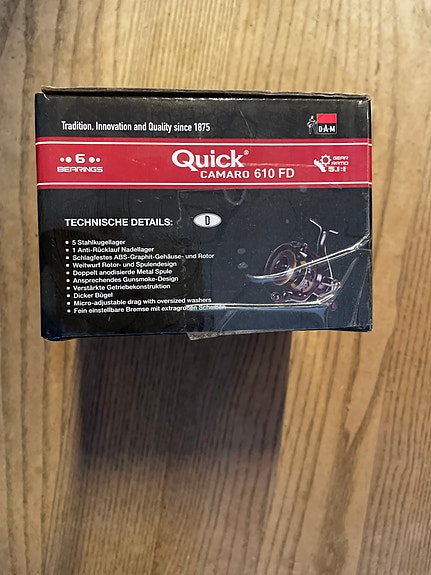 Tradition, Innovation and Quality since 1875
D·A·M
6
BEARINGS
Quick®
CAMARO 610 FD
GEAR
RATIO
5.1:1
TECHNISCHE DETAILS:
D
• 5 Stahlkugellager
• 1 Anti-Rücklauf Nadellager
• Schlagfestes ABS-Graphit-Gehäuse- und Rotor
• Weitwurf Rotor- und Spulendesign
• Doppelt anodisierte Metal Spule
• Ansprechendes Gunsmoke-Design
• Verstärkte Getriebekonstruktion
• Dicker Bügel
• Micro-adjustable drag with oversized washers
• Fein einstellbare Bremse mit extragroßen Scheiben